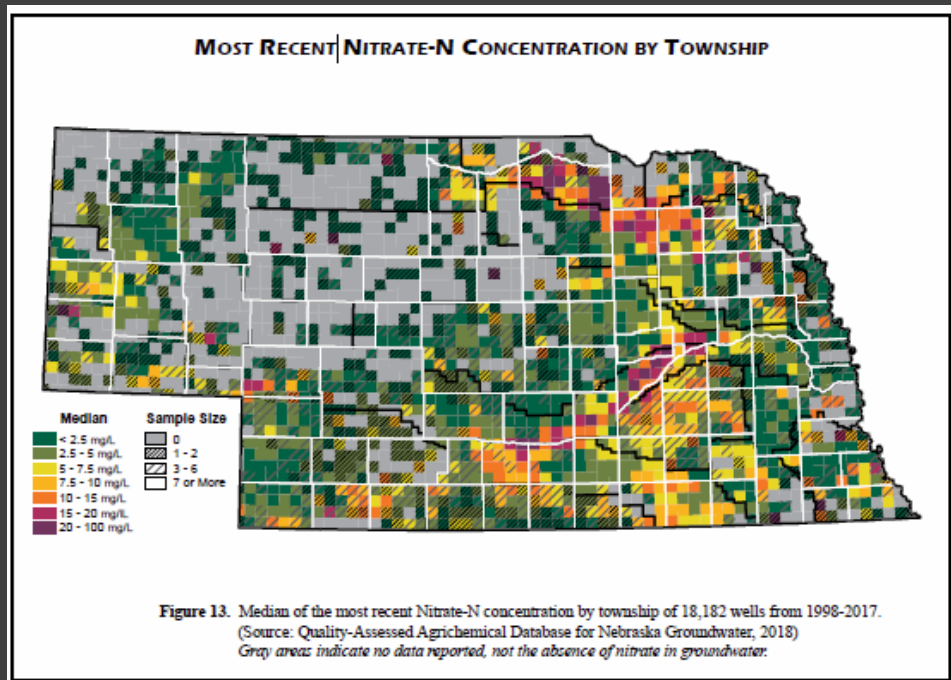 MOST RECENT NITRATE-N CONCENTRATION BY TOWNSHIP
Median
< 2.5 mg/L
2.5 - 5 mg/L
5 - 7.5 mg/L
7.5 - 10 mg/L
10 - 15 mg/L
15 - 20 mg/L
20 - 100 mg/L
Sample Size
0
1 - 2
3 - 6
7 or More
Figure 13. Median of the most recent Nitrate-N concentration by township of 18,182 wells from 1998-2017.
(Source: Quality-Assessed Agrichemical Database for Nebraska Groundwater, 2018)
Gray areas indicate no data reported, not the absence of nitrate in groundwater.